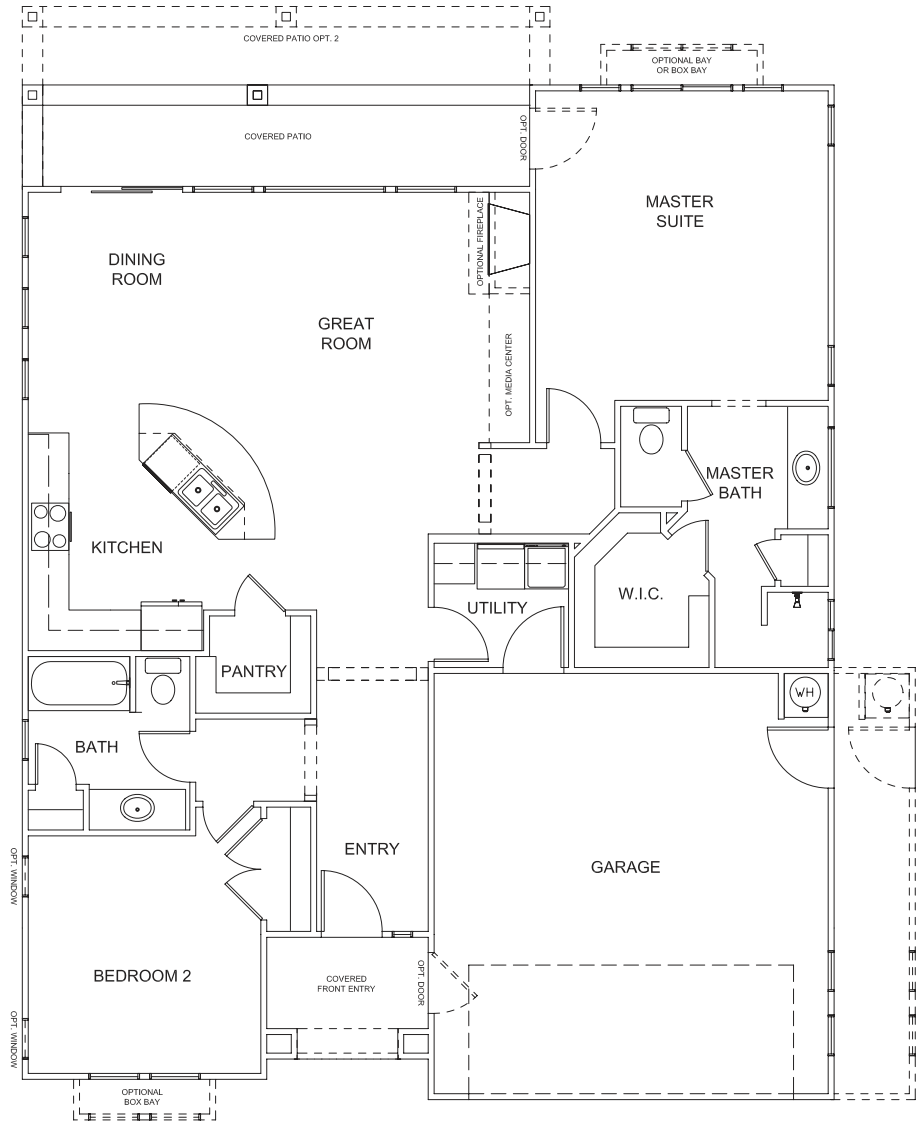 COVERED PATIO OPT. 2
OPTIONAL BAY
OR BOX BAY
COVERED PATIO
OPT. DOOR
MASTER
SUITE
OPTIONAL FIREPLACE
DINING
ROOM
GREAT
ROOM
OPT. MEDIA CENTER
MASTER
BATH
KITCHEN
W.I.C.
UTILITY
PANTRY
WH
BATH
ENTRY
GARAGE
OPT. WINDOW
BEDROOM 2
COVERED
FRONT ENTRY
OPT. DOOR
OPT. WINDOW
OPTIONAL
BOX BAY